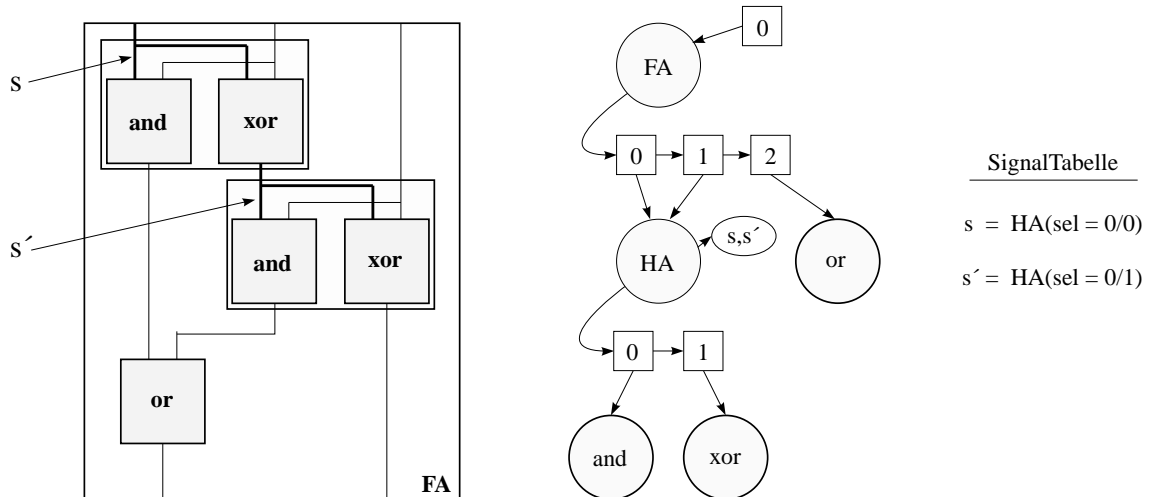 s
and
xor
s´
and
xor
or
FA
0
FA
0
1
2
HA
s,s´
or
0
1
and
xor
SignalTabelle
s = HA(sel = 0/0)
s´ = HA(sel = 0/1)